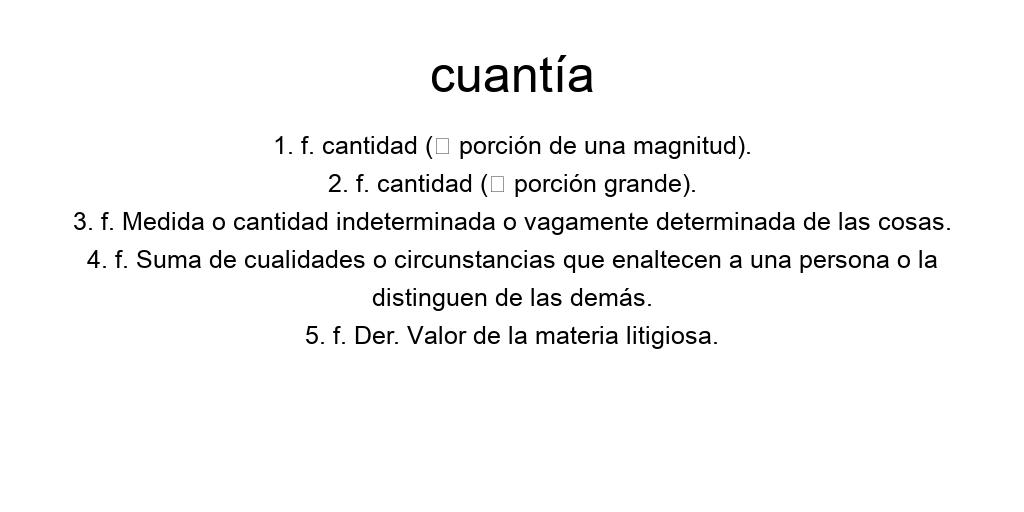 cuantía
1. f. cantidad (□ porción de una magnitud).
2. f. cantidad (□ porción grande).
3. f. Medida o cantidad indeterminada o vagamente determinada de las cosas.
4. f. Suma de cualidades o circunstancias que enaltecen a una persona o la
distinguen de las demás.
5. f. Der. Valor de la materia litigiosa.